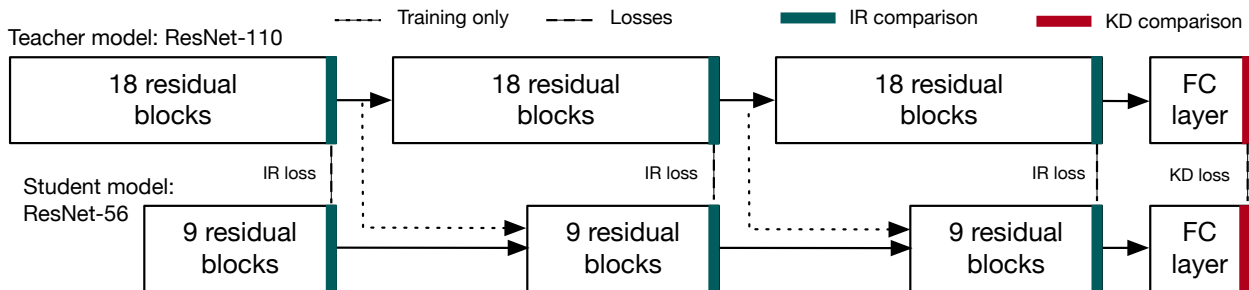 Training only
Losses
IR comparison
KD comparison
Teacher model: ResNet-110
18 residual
blocks
18 residual
blocks
18 residual
blocks
FC
layer
IR loss
IR loss
IR loss
KD loss
Student model:
ResNet-56
9 residual
blocks
9 residual
blocks
9 residual
blocks
FC
layer